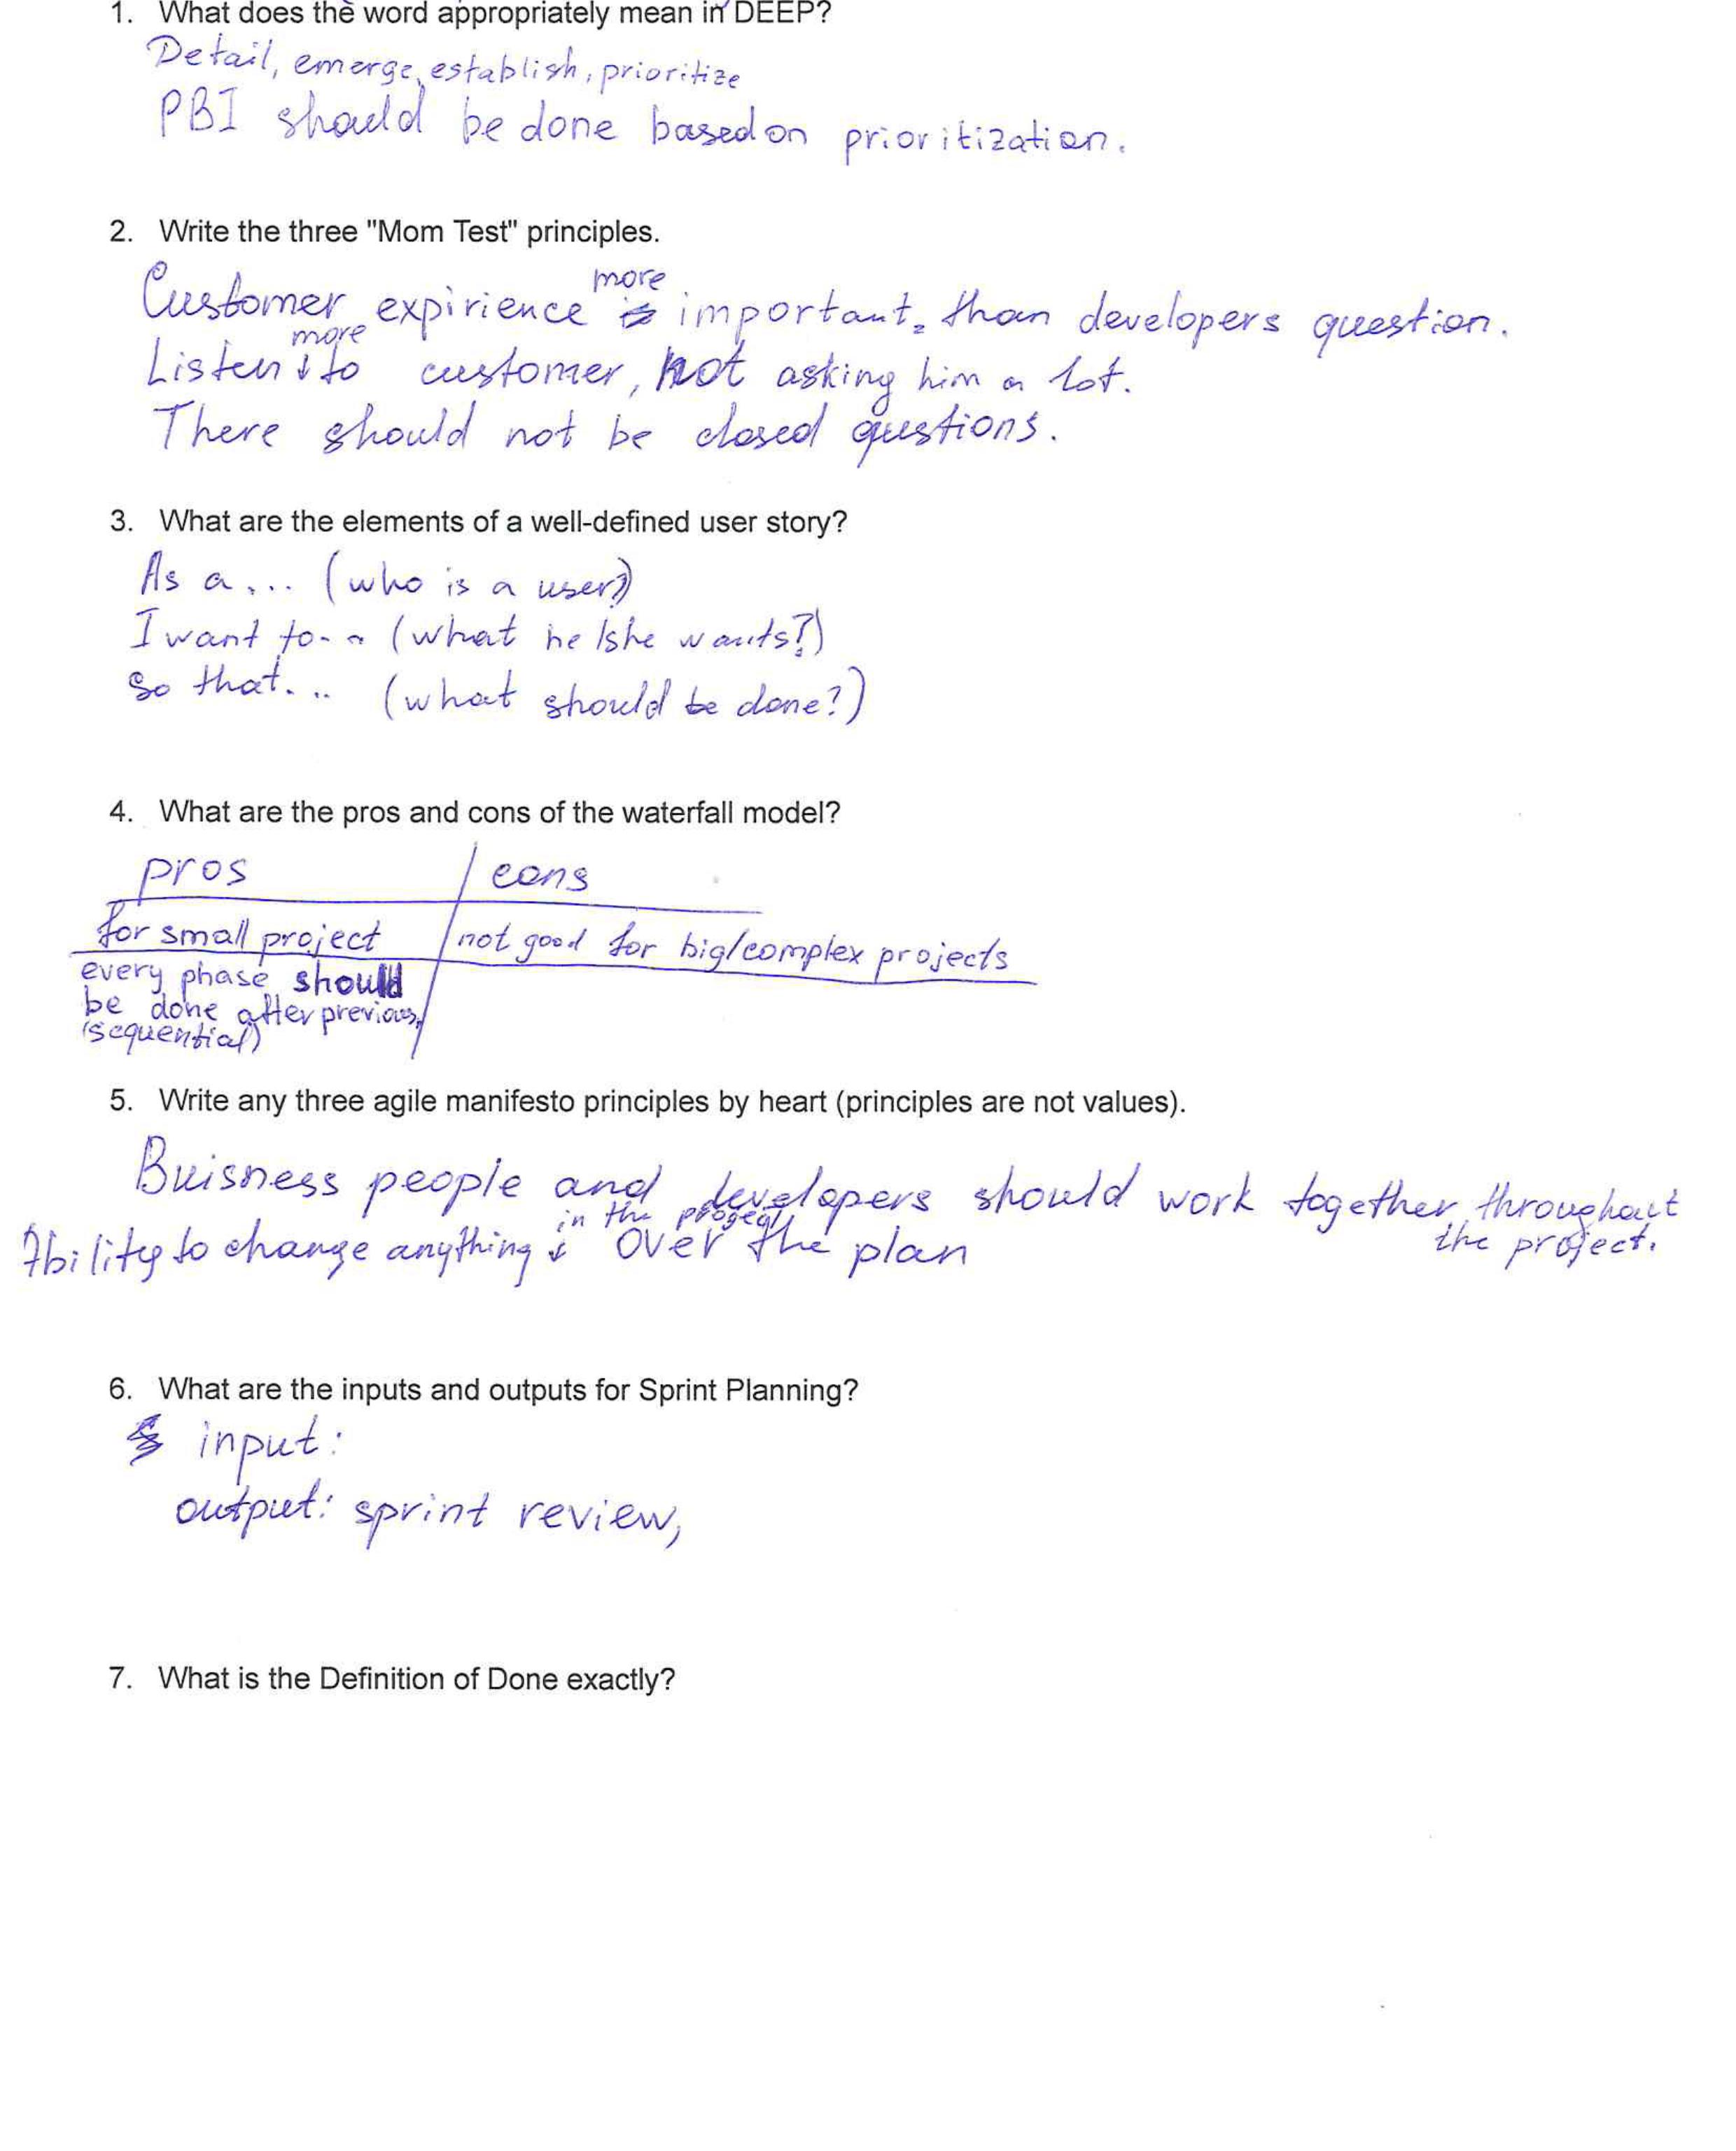 1. What does the word appropriately mean in DEEP?
Detail, emerge, establish, prioritize
PBI should be done based on prioritization.
2. Write the three "Mom Test" principles.
Customer expirience more important, than developers question.
Listen more to customer, not asking him a lot.
There should not be closed questions.
3. What are the elements of a well-defined user story?
As a... (who is a user?)
I want to.. (what he/she wants?)
So that... (what should be done?)
4. What are the pros and cons of the waterfall model?
pros cons
for small project not good for big/complex projects
every phase should
be done after previous,
(sequential)
5. Write any three agile manifesto principles by heart (principles are not values).
Buisness people and developers should work together throughout
the project.
Ability to change anything in the progect over the plan
6. What are the inputs and outputs for Sprint Planning?
input:
output: sprint review,
7. What is the Definition of Done exactly?